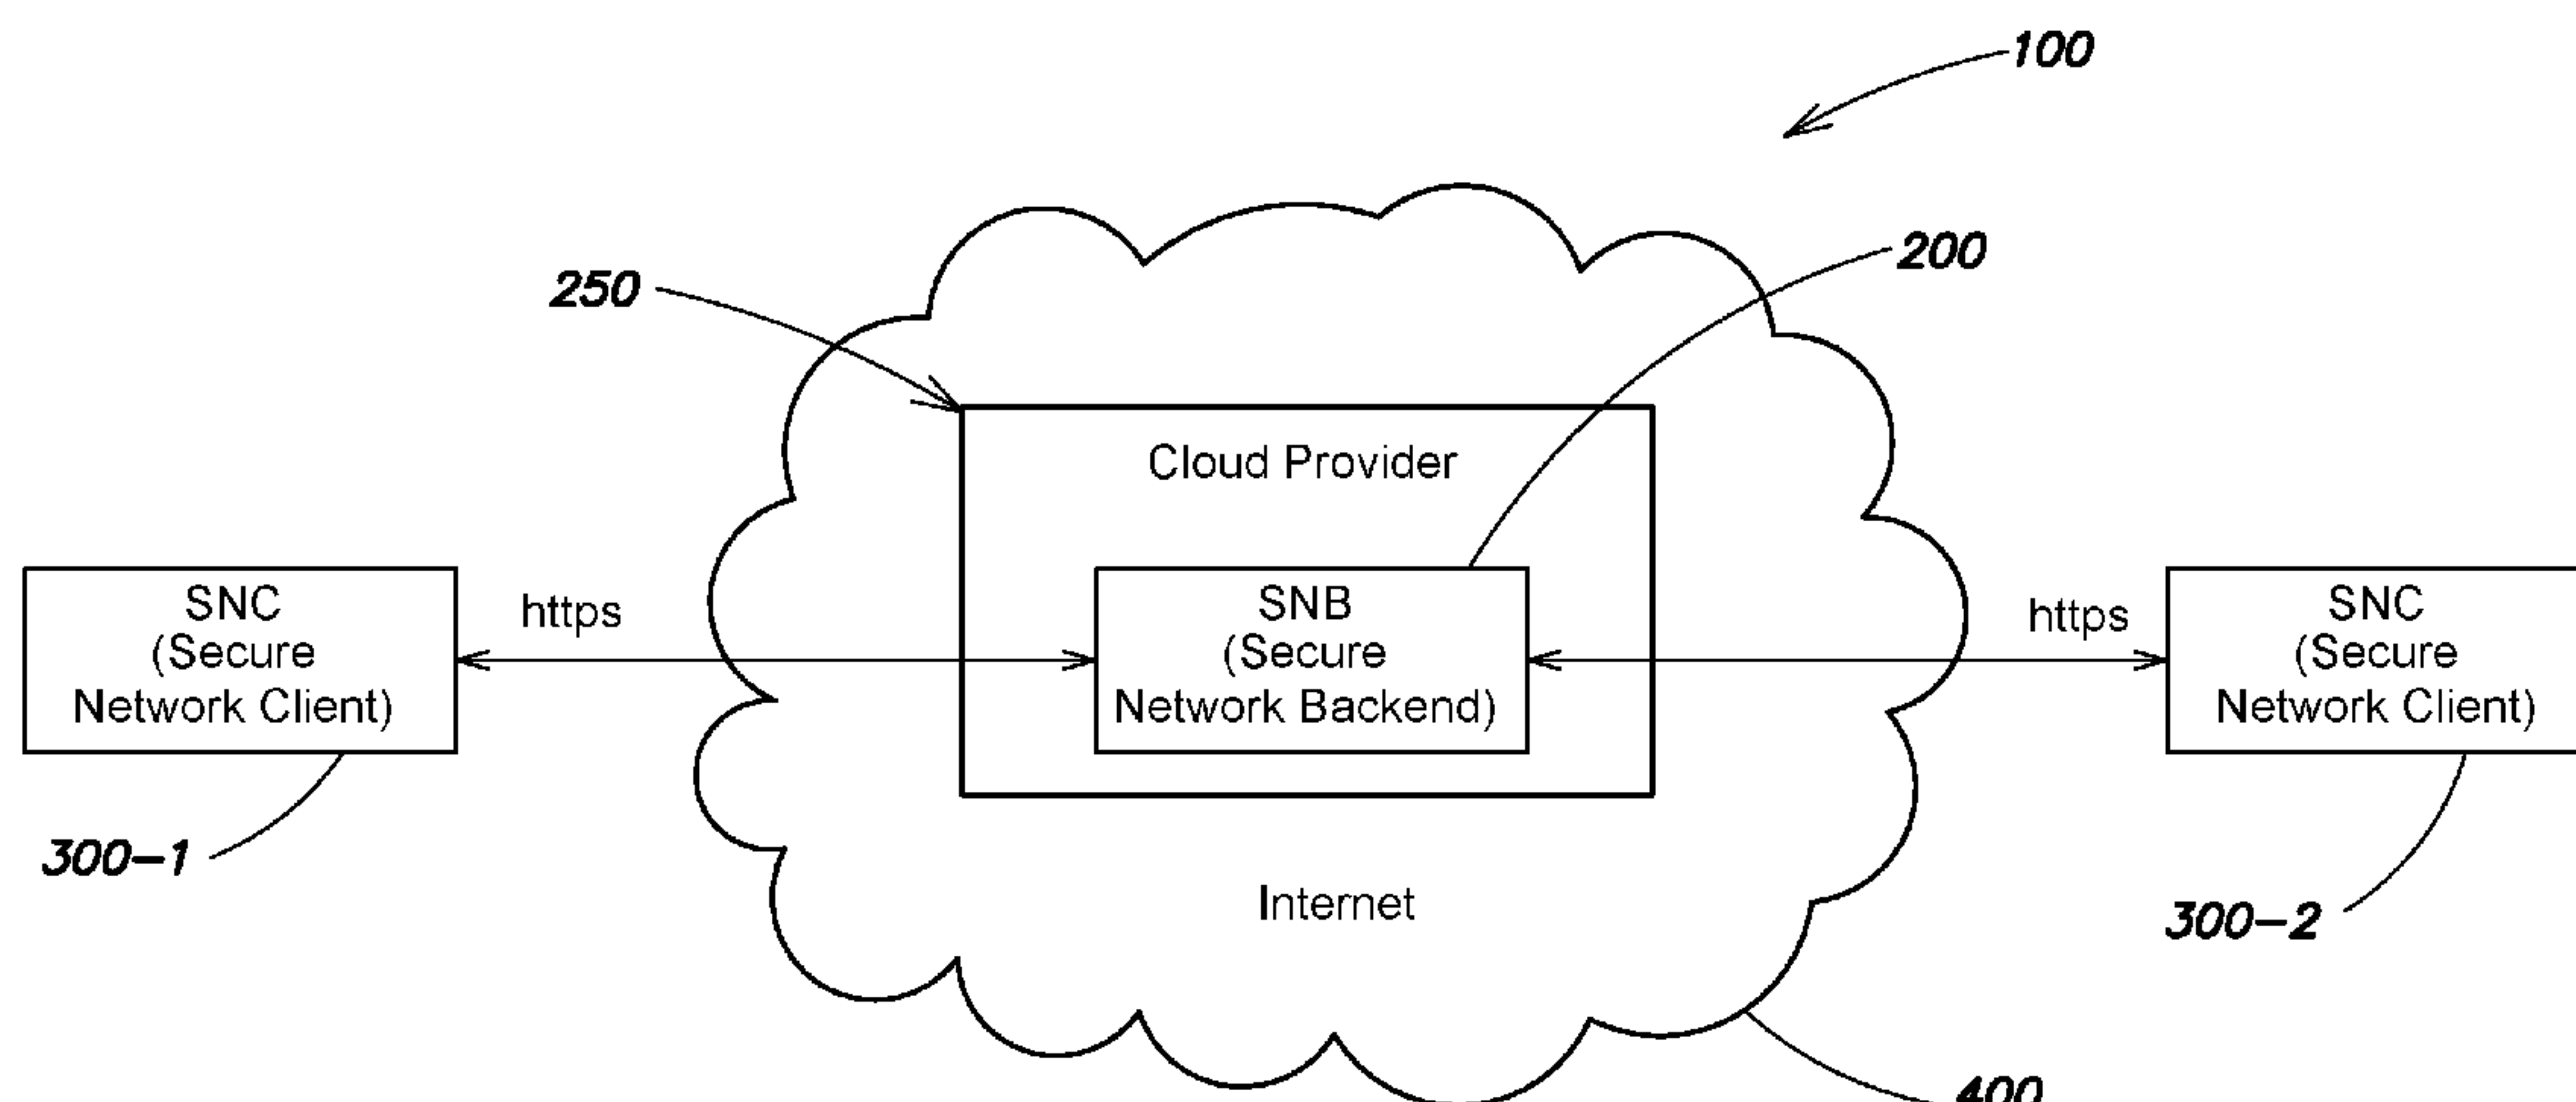 100
200
250
Cloud Provider
SNC
(Secure
Network Client)
https
SNB
(Secure
Network Backend)
https
SNC
(Secure
Network Client)
300-1
Internet
300-2
400